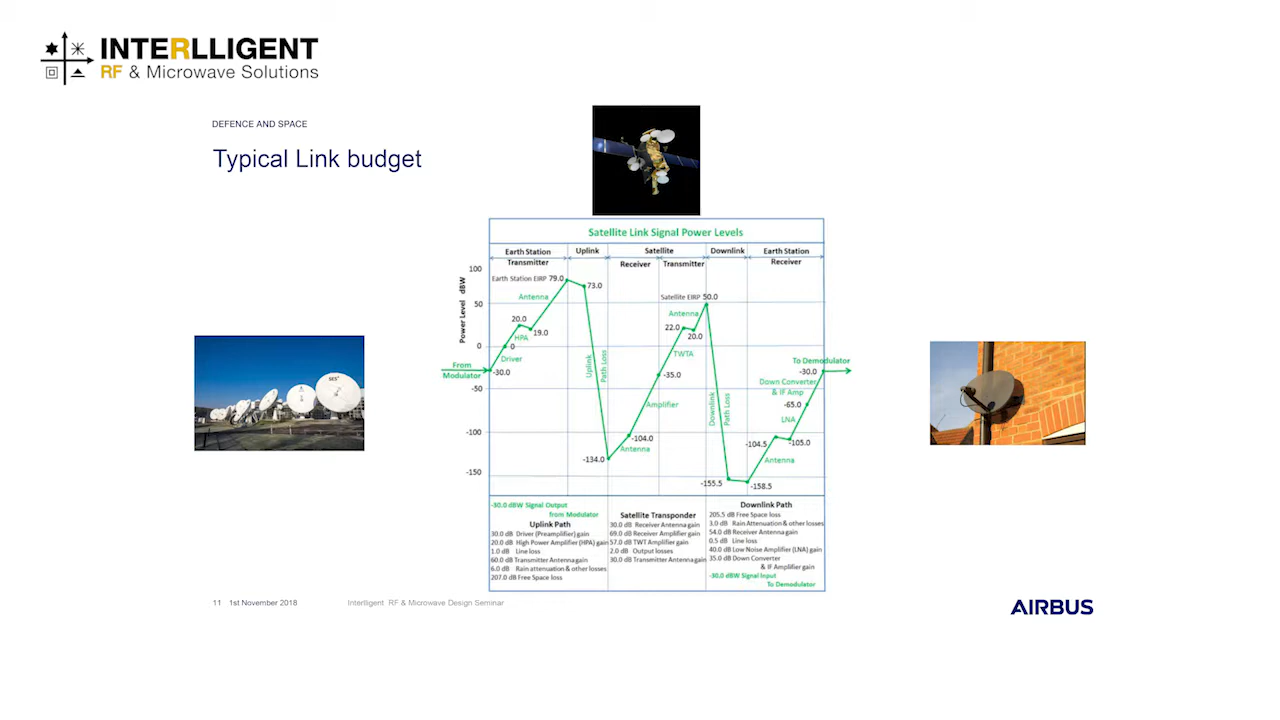 INTERLLIGENT
RF & Microwave Solutions
DEFENCE AND SPACE
Typical Link budget
Satellite Link Signal Power Levels
Earth Station
Transmitter
Uplink
Satellite
Receiver
Transmitter
Downlink
Earth Station
Receiver
Power Level dBW
100
50
0
-50
-100
-150
Earth Station EIRP 79.0
73.0
Antenna
20.0
19.0
HPA
0
Driver
From
Modulator
-30.0
Uplink
Path Loss
-134.0
-104.0
Antenna
Amplifier
-35.0
TWTA
22.0
20.0
Antenna
Satellite EIRP 50.0
Downlink
Path Loss
-155.5
-158.5
Antenna
-104.5
-105.0
LNA
-65.0
Down Converter
& IF Amp
-30.0
To Demodulator
-30.0 dBW Signal Output
from Modulator
Uplink Path
30.0 dB Driver (Preamplifier) gain
20.0 dB High Power Amplifier (HPA) gain
1.0 dB Line loss
60.0 dB Transmitter Antenna gain
6.0 dB Rain attenuation & other losses
207.0 dB Free Space loss
Satellite Transponder
30.0 dB Receiver Antenna gain
69.0 dB Receiver Amplifier gain
57.0 dB TWT Amplifier gain
2.0 dB Output losses
30.0 dB Transmitter Antenna gain
Downlink Path
205.5 dB Free Space loss
3.0 dB Rain Attenuation & other losses
54.0 dB Receiver Antenna gain
0.5 dB Line loss
40.0 dB Low Noise Amplifier (LNA) gain
35.0 dB Down Converter
& IF Amplifier gain
-30.0 dBW Signal Input
To Demodulator
SES
11 1st November 2018 Interlligent RF & Microwave Design Seminar
AIRBUS